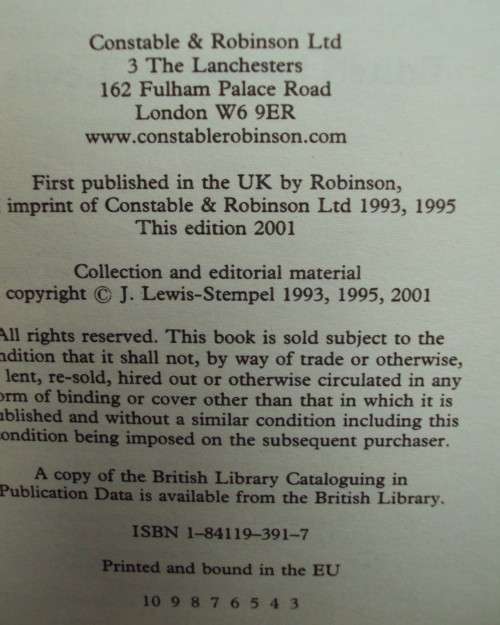 Constable & Robinson Ltd
3 The Lanchesters
162 Fulham Palace Road
London W6 9ER
www.constablerobinson.com
First published in the UK by Robinson,
imprint of Constable & Robinson Ltd 1993, 1995
This edition 2001
Collection and editorial material
copyright © J. Lewis-Stempel 1993, 1995, 2001
All rights reserved. This book is sold subject to the
ndition that it shall not, by way of trade or otherwise,
lent, re-sold, hired out or otherwise circulated in any
orm of binding or cover other than that in which it is
ublished and without a similar condition including this
ondition being imposed on the subsequent purchaser.
A copy of the British Library Cataloguing in
Publication Data is available from the British Library.
ISBN 1–84119–391–7
Printed and bound in the EU
10 9 8 7 6 5 4 3